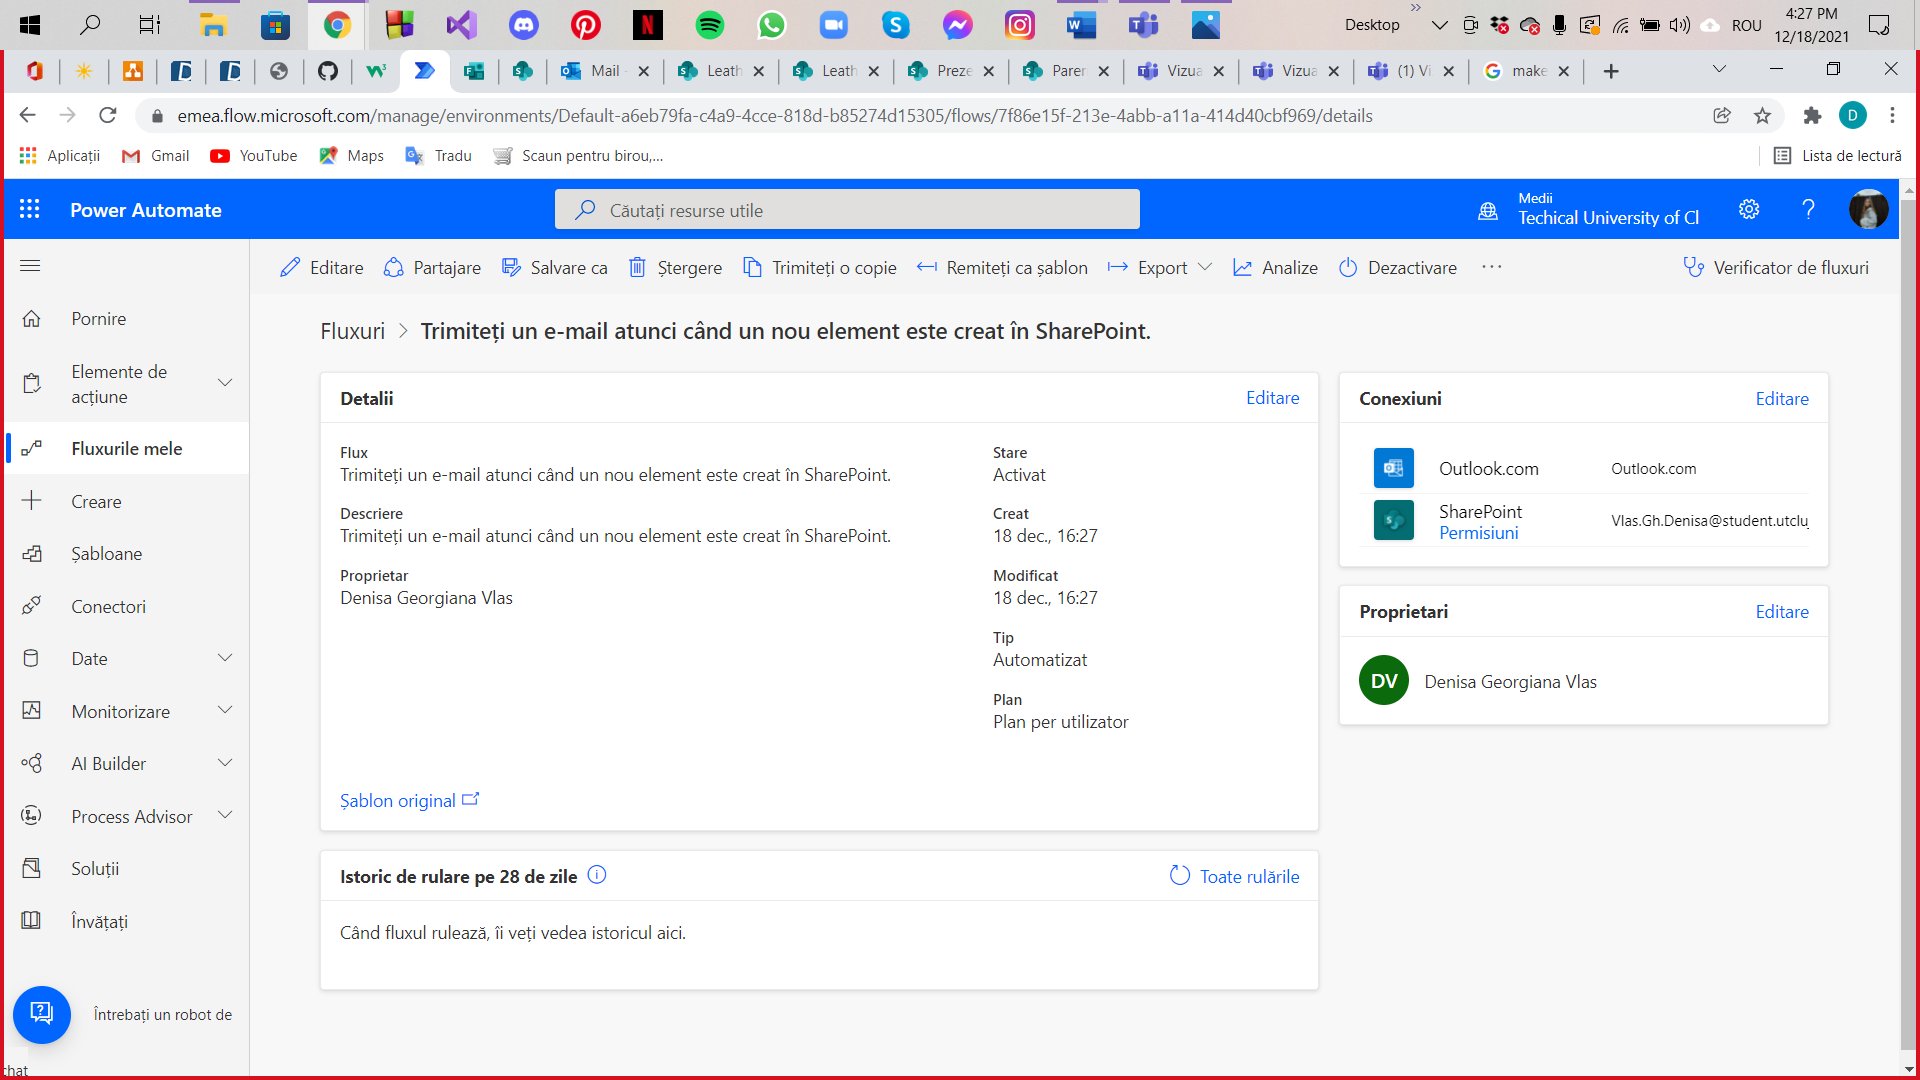 Desktop
ROU
4:27 PM
12/18/2021
Mail
Leath
Leath
Preze
Paren
Vizua
Vizua
(1) Vi
make
emea.flow.microsoft.com/manage/environments/Default-a6eb79fa-c4a9-4cce-818d-b85274d15305/flows/7f86e15f-213e-4abb-a11a-414d40cbf969/details
D
Aplicații
Gmail
YouTube
Maps
Tradu
Scaun pentru birou,...
Lista de lectură
Power Automate
Căutați resurse utile
Medii
Techical University of Cl
Editare
Partajare
Salvare ca
Ștergere
Trimiteți o copie
Remiteți ca șablon
Export
Analize
Dezactivare
Verificator de fluxuri
Pornire
Elemente de
acțiune
Fluxurile mele
Creare
Șabloane
Conectori
Date
Monitorizare
AI Builder
Process Advisor
Soluții
Învățați
Întrebați un robot de
chat
Fluxuri > Trimiteți un e-mail atunci când un nou element este creat în SharePoint.
Detalii
Editare
Flux
Trimiteți un e-mail atunci când un nou element este creat în SharePoint.
Descriere
Trimiteți un e-mail atunci când un nou element este creat în SharePoint.
Proprietar
Denisa Georgiana Vlas
Stare
Activat
Creat
18 dec., 16:27
Modificat
18 dec., 16:27
Tip
Automatizat
Plan
Plan per utilizator
Șablon original
Conexiuni
Editare
Outlook.com
Outlook.com
SharePoint
Permisiuni
Vlas.Gh.Denisa@student.utclu
Proprietari
Editare
DV
Denisa Georgiana Vlas
Istoric de rulare pe 28 de zile
Toate rulările
Când fluxul rulează, îi veți vedea istoricul aici.